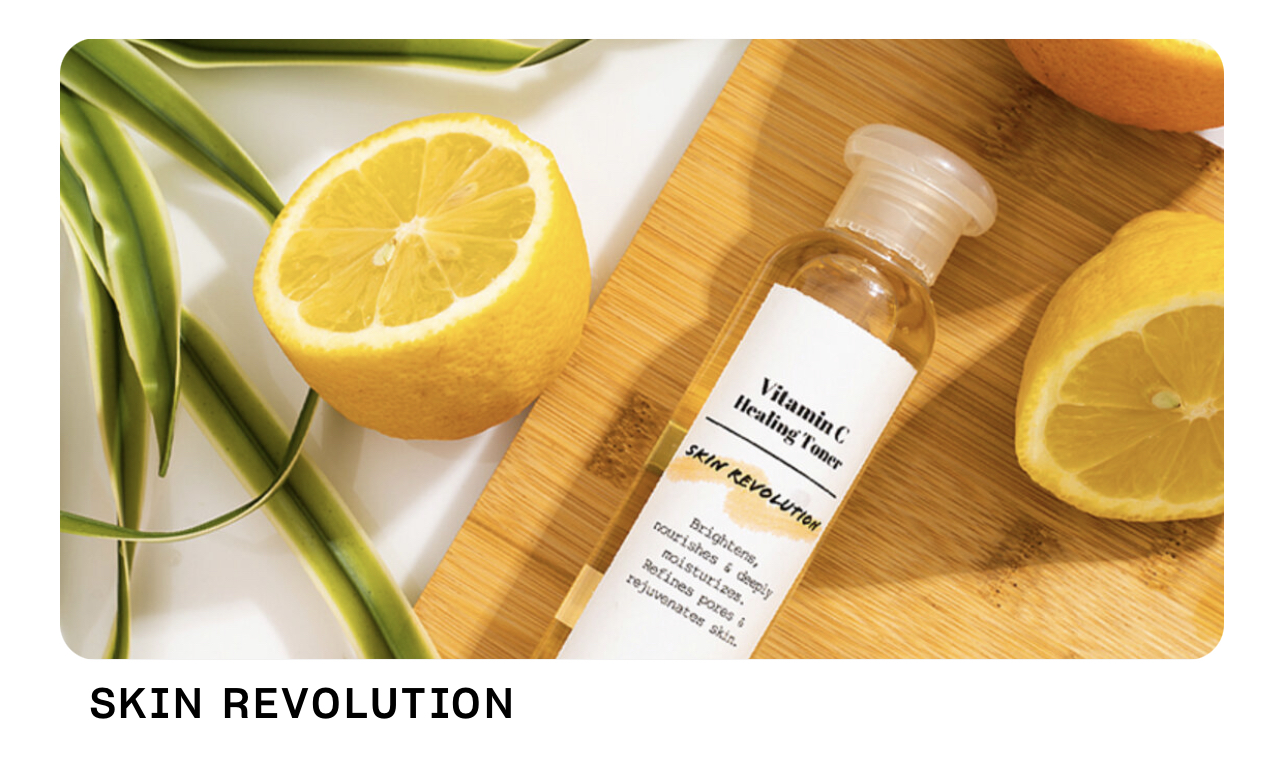 Vitamin C
Healing Toner
SKIN REVOLUTION
Brightens,
nourishes & deeply
moisturizes.
Refines pores &
rejuvenates skin.
SKIN REVOLUTION